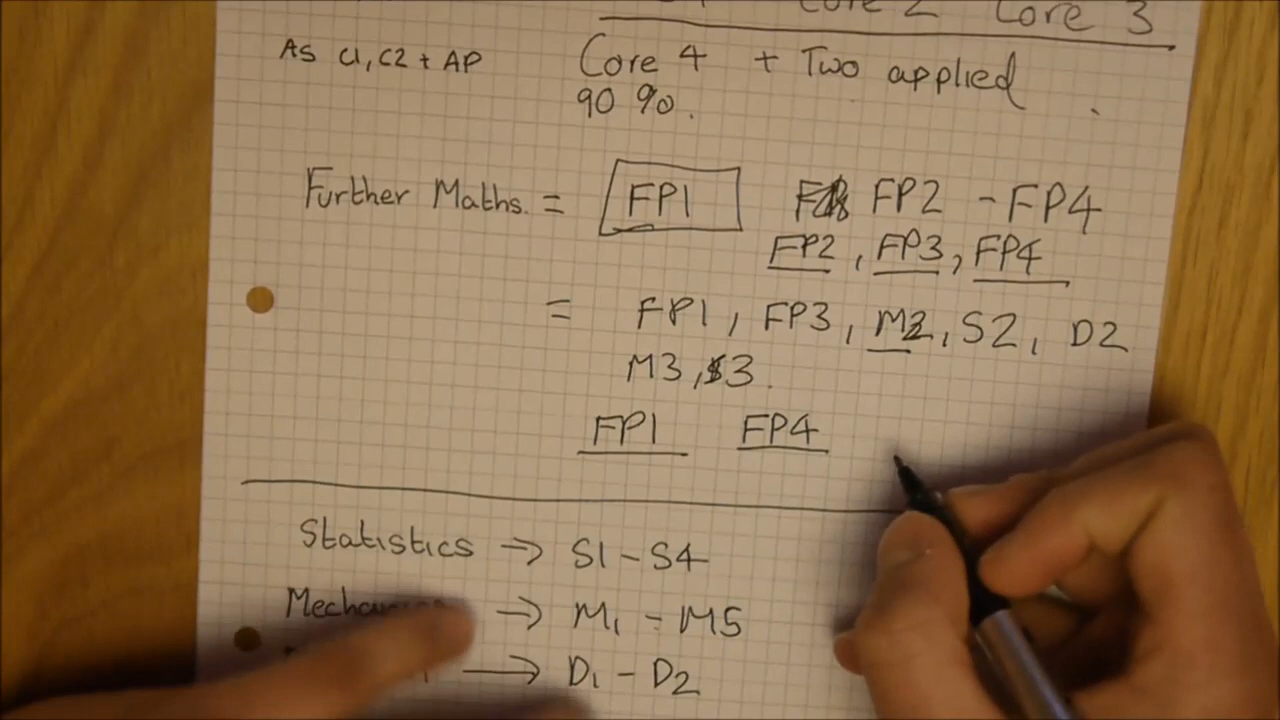 Core 2 Core 3
As C1, C2 + AP Core 4 + Two applied
90 %.
Further Maths. = FP1 FP2 - FP4
FP2, FP3, FP4
= FP1, FP3, M2, S2, D2
M3, S3.
FP1 FP4
Statistics → S1 - S4
→ M1 - M5
→ D1 - D2